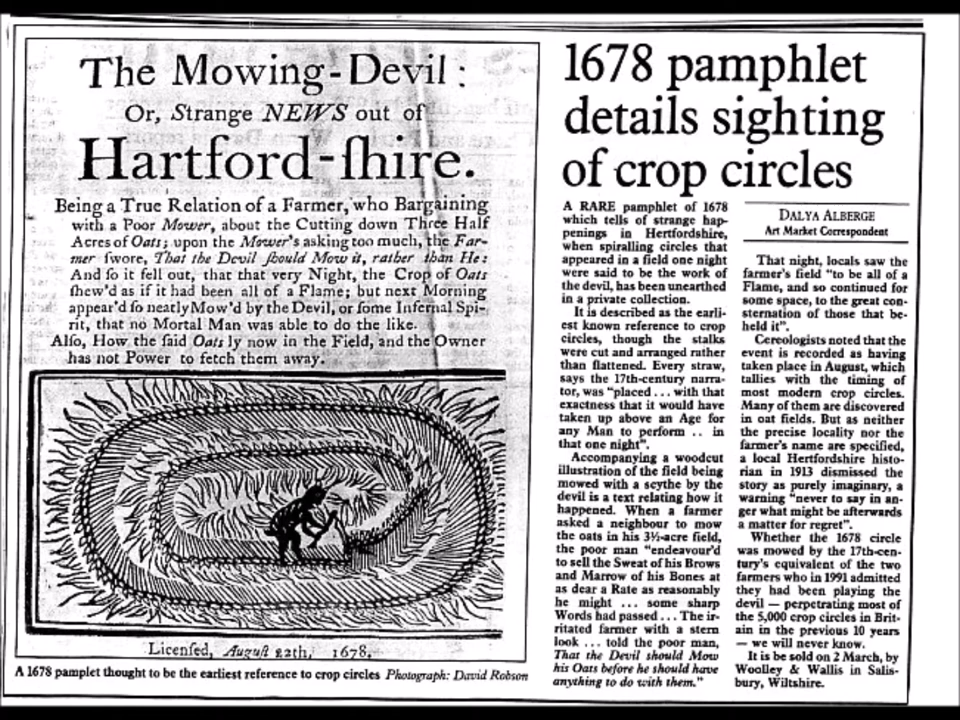 The Mowing-Devil:
Or, Strange NEWS out of
Hartford-ſhire.
Being a True Relation of a Farmer, who Bargaining
with a Poor Mower, about the Cutting down Three Half
Acres of Oats; upon the Mower's asking too much, the Far-
mer ſwore, That the Devil ſhould Mow it, rather than He:
And ſo it fell out, that that very Night, the Crop of Oats
ſhew'd as if it had been all of a Flame; but next Morning
appear'd ſo neatly Mow'd by the Devil, or ſome Infernal Spi-
rit, that no Mortal Man was able to do the like.
Alſo, How the ſaid Oats ly now in the Field, and the Owner
has not Power to fetch them away.
Licenſed, Auguſt 22th, 1678.
A 1678 pamplet thought to be the earliest reference to crop circles Photograph: David Robson
1678 pamphlet
details sighting
of crop circles
A RARE pamphlet of 1678
which tells of strange hap-
penings in Hertfordshire,
when spiralling circles that
appeared in a field one night
were said to be the work of
the devil, has been unearthed
in a private collection.
It is described as the earli-
est known reference to crop
circles, though the stalks
were cut and arranged rather
than flattened. Every straw,
says the 17th-century narra-
tor, was "placed . . . with that
exactness that it would have
taken up above an Age for
any Man to perform . . in
that one night".
Accompanying a woodcut
illustration of the field being
mowed with a scythe by the
devil is a text relating how it
happened. When a farmer
asked a neighbour to mow
the oats in his 3½-acre field,
the poor man "endeavour'd
to sell the Sweat of his Brows
and Marrow of his Bones at
as dear a Rate as reasonably
he might . . . some sharp
Words had passed . . . The ir-
ritated farmer with a stern
look . . . told the poor man,
That the Devil should Mow
his Oats before he should have
anything to do with them."
DALYA ALBERGE
Art Market Correspondent
That night, locals saw the
farmer's field "to be all of a
Flame, and so continued for
some space, to the great con-
sternation of those that be-
held it".
Cereologists noted that the
event is recorded as having
taken place in August, which
tallies with the timing of
most modern crop circles.
Many of them are discovered
in oat fields. But as neither
the precise locality nor the
farmer's name are specified,
a local Hertfordshire histo-
rian in 1913 dismissed the
story as purely imaginary, a
warning "never to say in an-
ger what might be afterwards
a matter for regret".
Whether the 1678 circle
was mowed by the 17th-cen-
tury's equivalent of the two
farmers who in 1991 admitted
they had been playing the
devil — perpetrating most of
the 5,000 crop circles in Brit-
ain in the previous 10 years
— we will never know.
It is be sold on 2 March, by
Woolley & Wallis in Salis-
bury, Wiltshire.